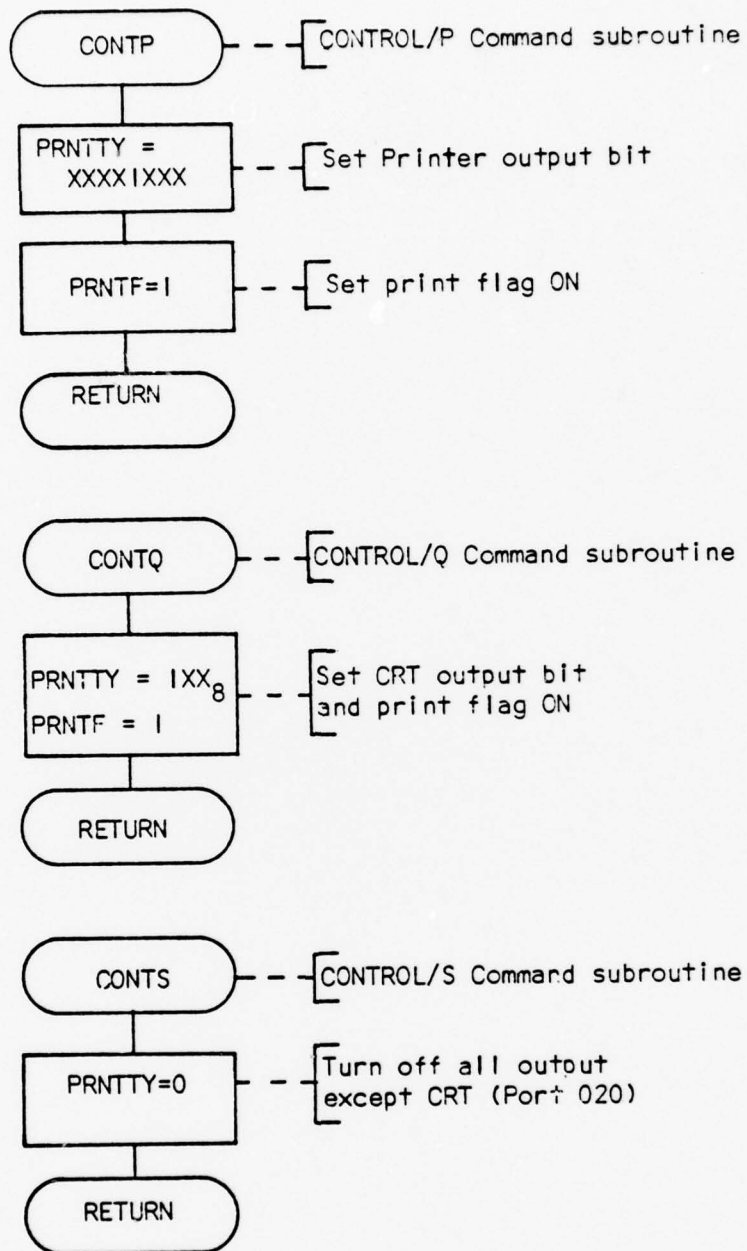 CONTP
CONTROL/P Command subroutine
PRNTTY =
XXXX1XXX
Set Printer output bit
PRNTF=1
Set print flag ON
RETURN
CONTQ
CONTROL/Q Command subroutine
PRNTTY = 1XX8
PRNTF = 1
Set CRT output bit
and print flag ON
RETURN
CONTS
CONTROL/S Command subroutine
PRNTTY=0
Turn off all output
except CRT (Port 020)
RETURN